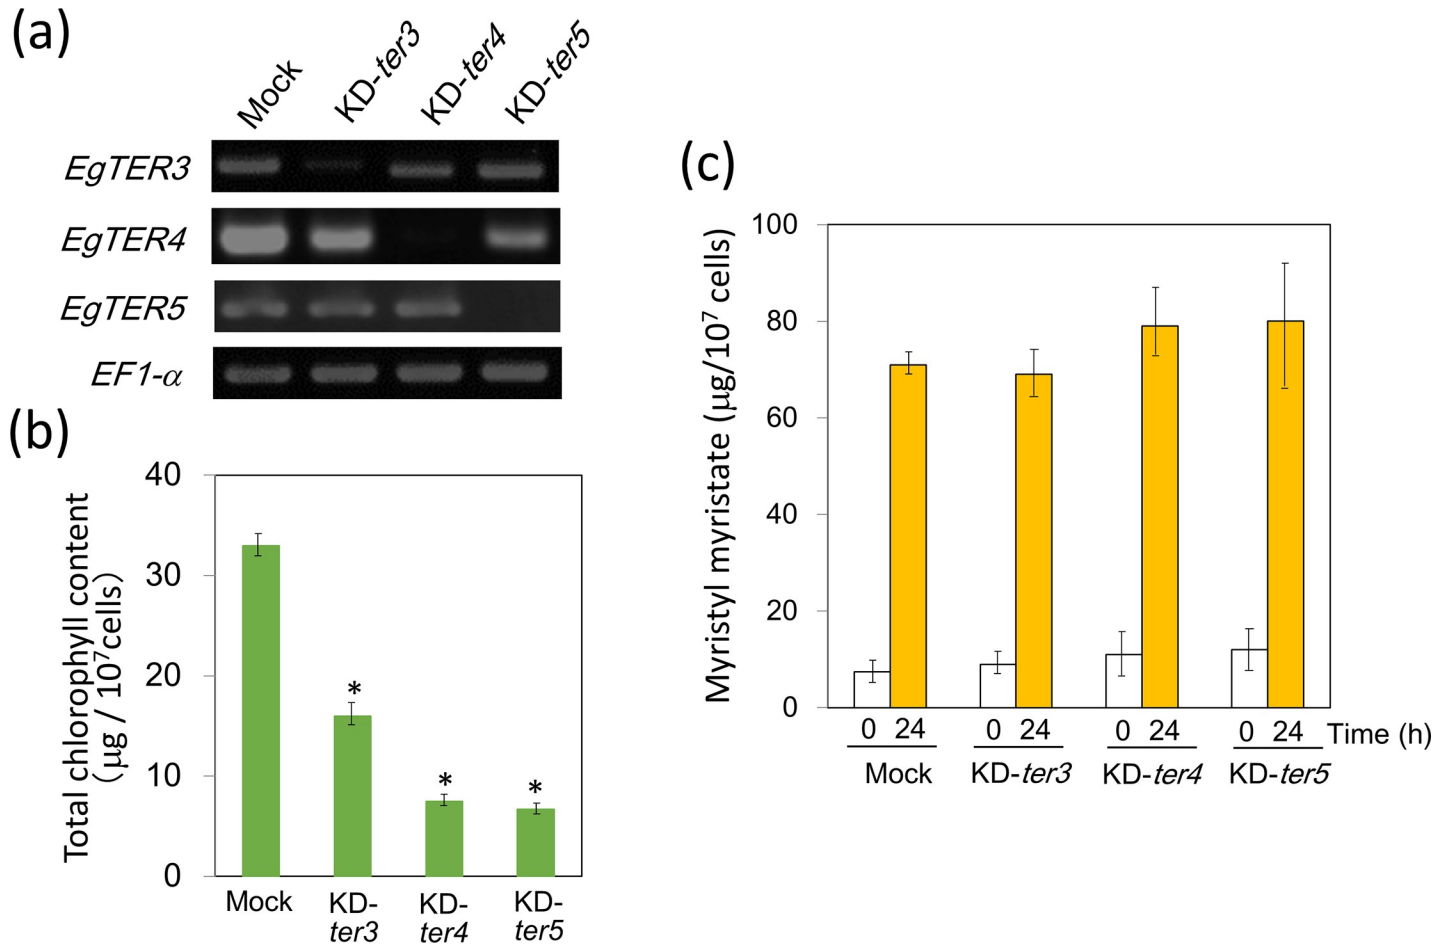 (a)
Mock KD-ter3 KD-ter4 KD-ter5
EgTER3
EgTER4
EgTER5
EF1-α
(b)
Total chlorophyll content
(μg / 10⁷cells)
40
30
20
10
0
*
*
*
Mock KD- KD- KD-
ter3 ter4 ter5
(c)
Myristyl myristate (μg/10⁷ cells)
100
80
60
40
20
0
0 24 0 24 0 24 0 24 Time (h)
Mock KD-ter3 KD-ter4 KD-ter5